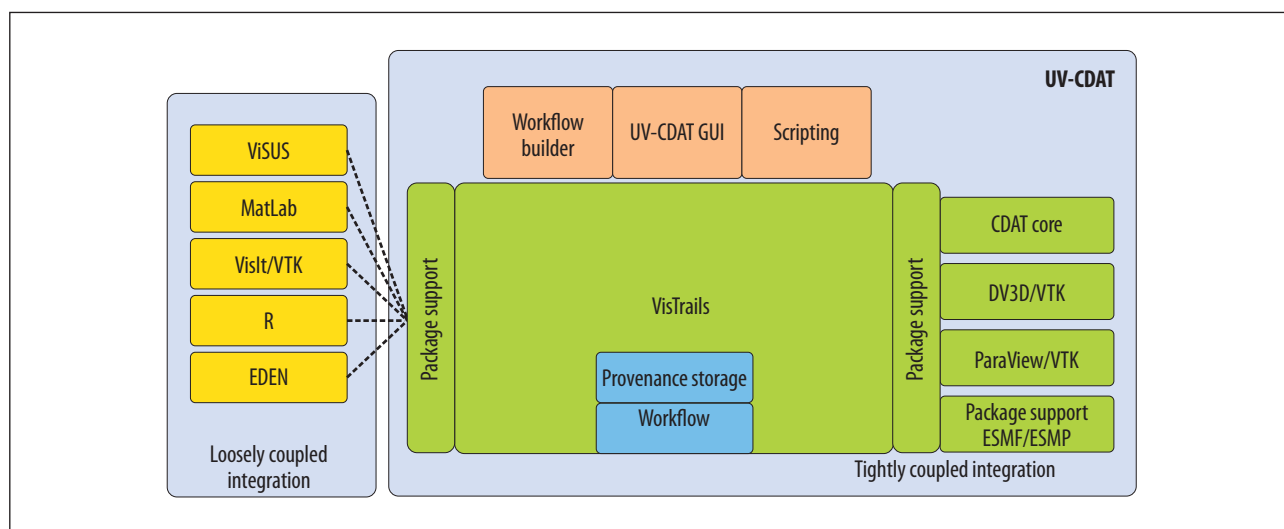 UV-CDAT
Workflow
builder
UV-CDAT GUI
Scripting
ViSUS
MatLab
VisIt/VTK
R
EDEN
Loosely coupled
integration
Package support
VisTrails
Provenance storage
Workflow
Package support
CDAT core
DV3D/VTK
ParaView/VTK
Package support
ESMF/ESMP
Tightly coupled integration